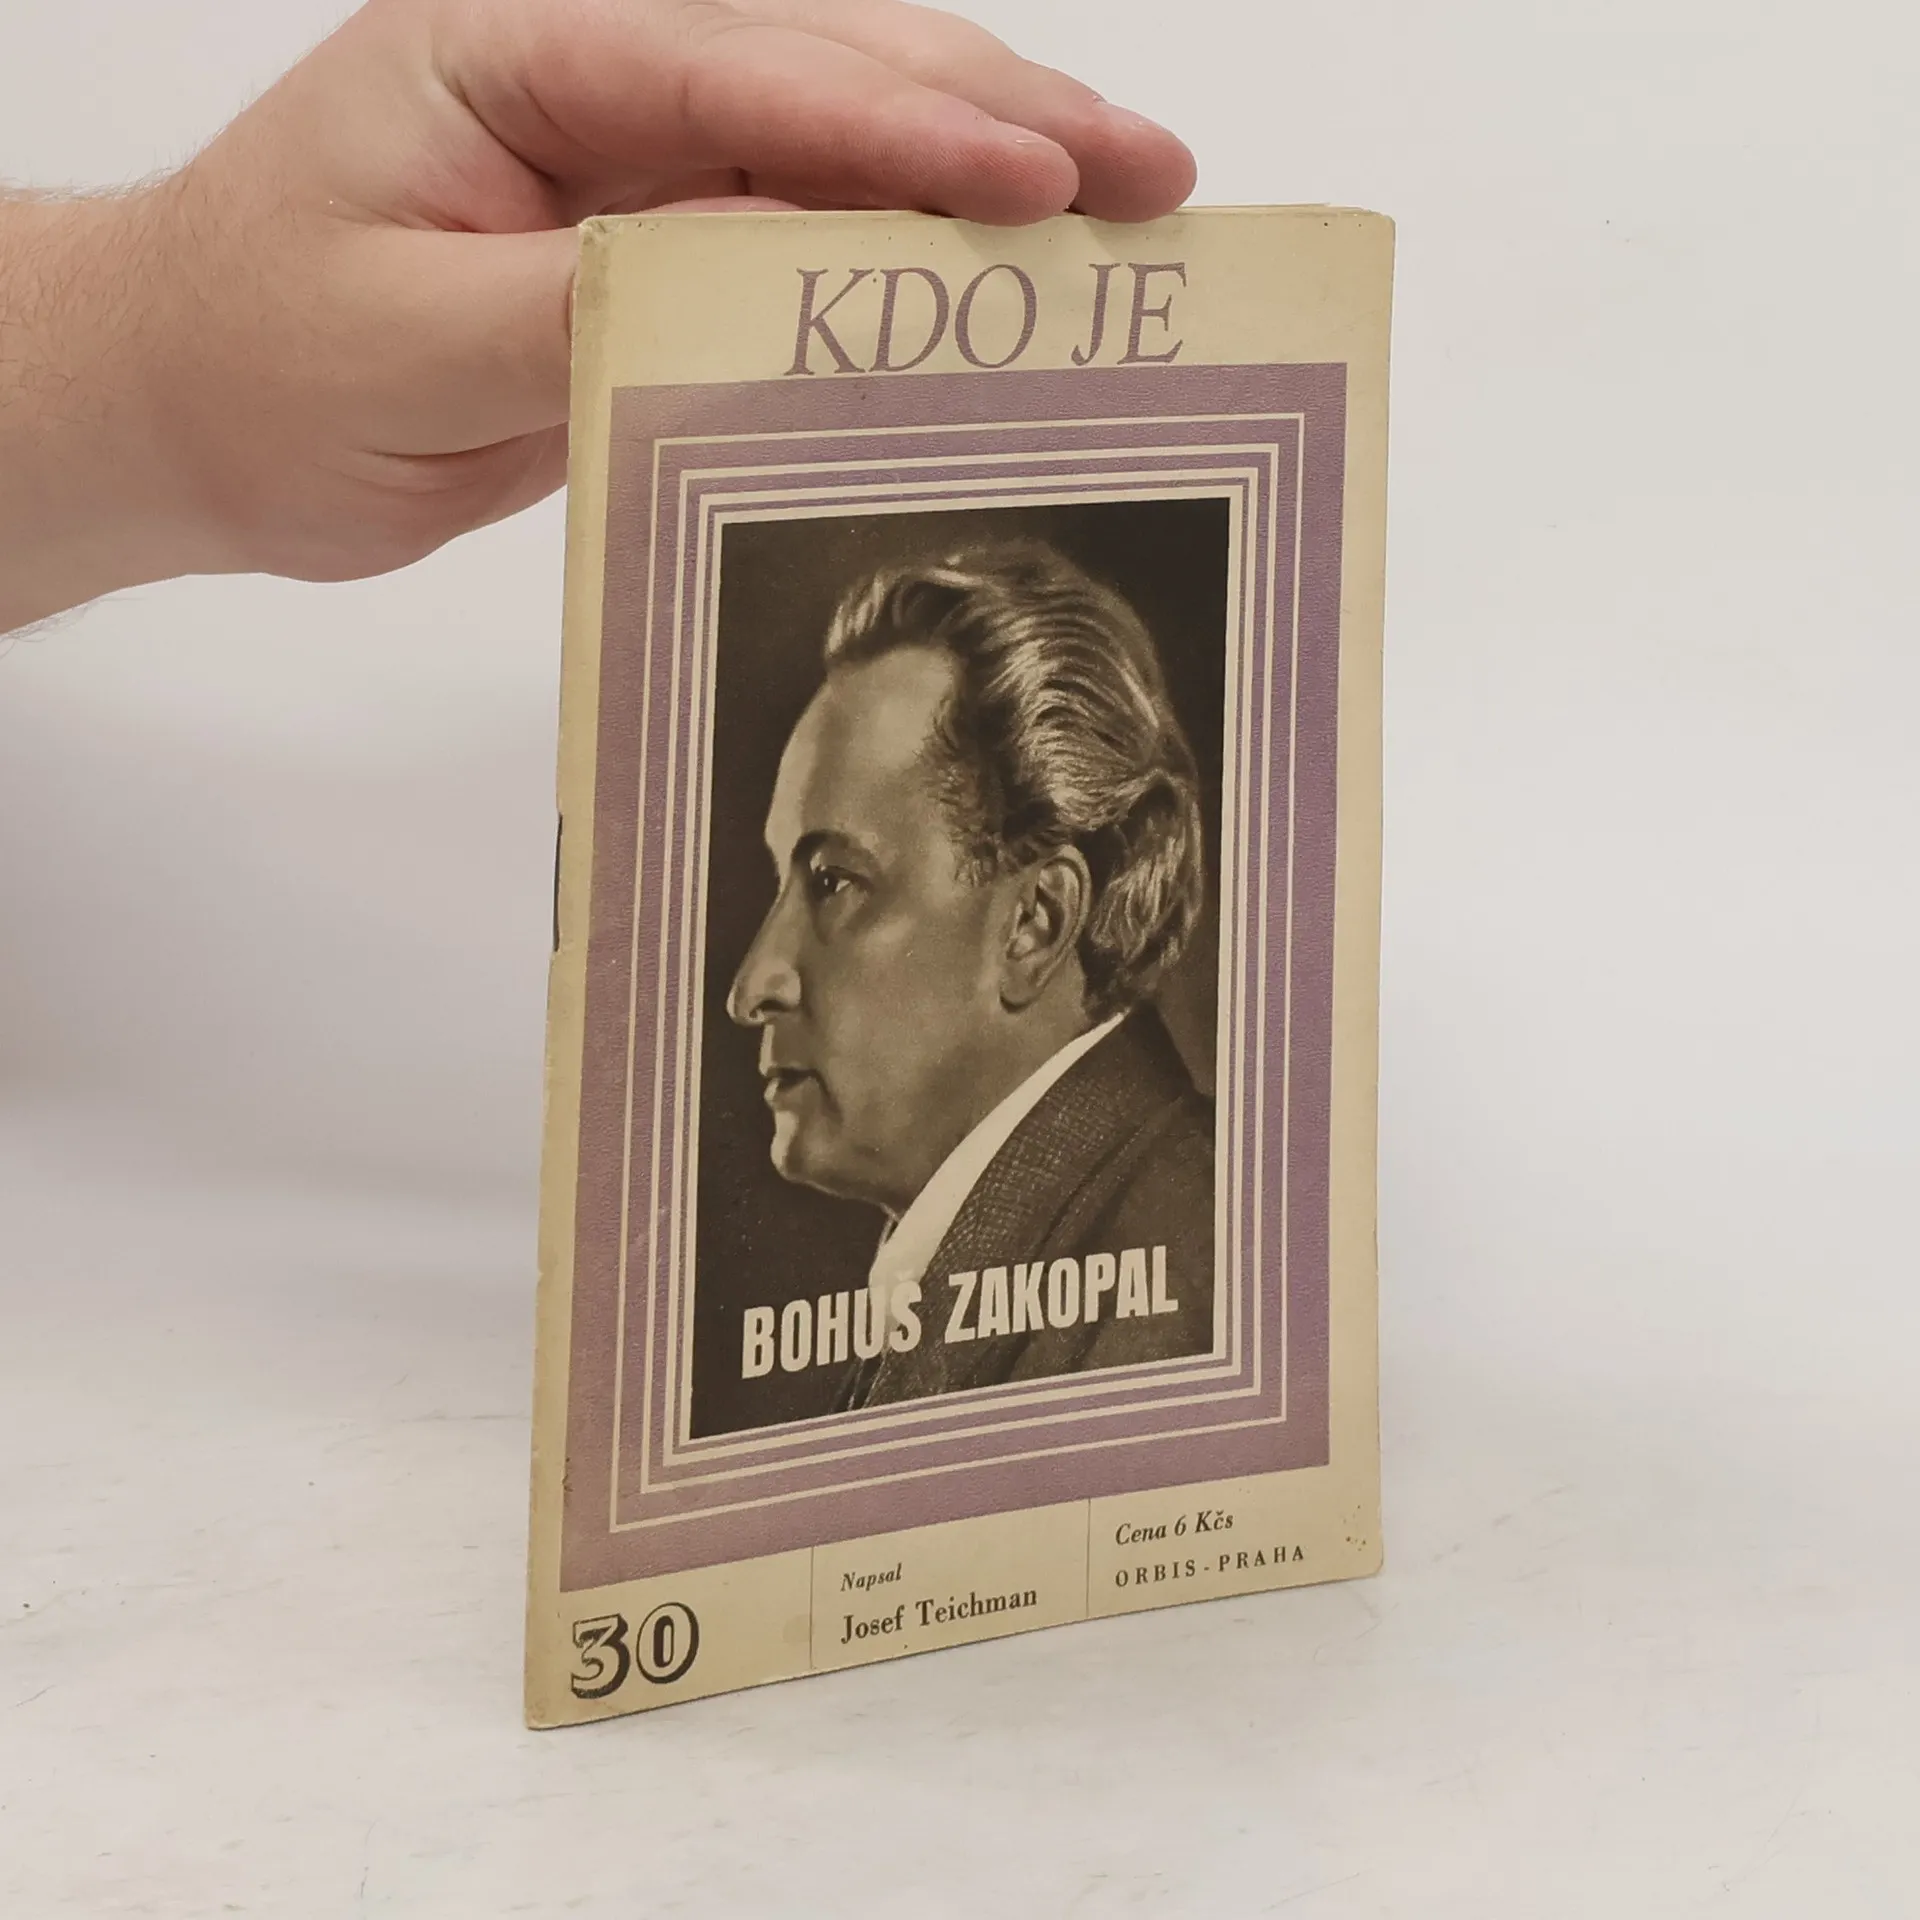 KDO JE
BOHUŠ ZAKOPAL
30
Napsal
Josef Teichman
Cena 6 Kčs
ORBIS - PRAHA